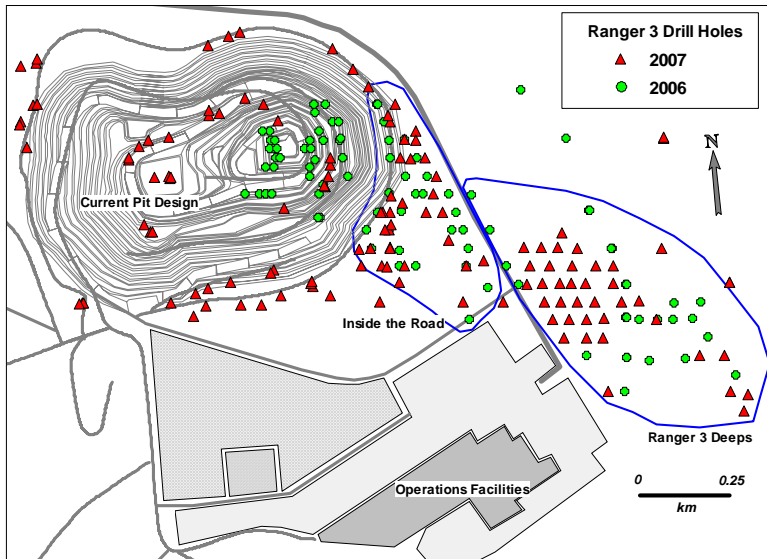 Ranger 3 Drill Holes
2007
2006
N
Current Pit Design
Inside the Road
Ranger 3 Deeps
Operations Facilities
0 0.25
km